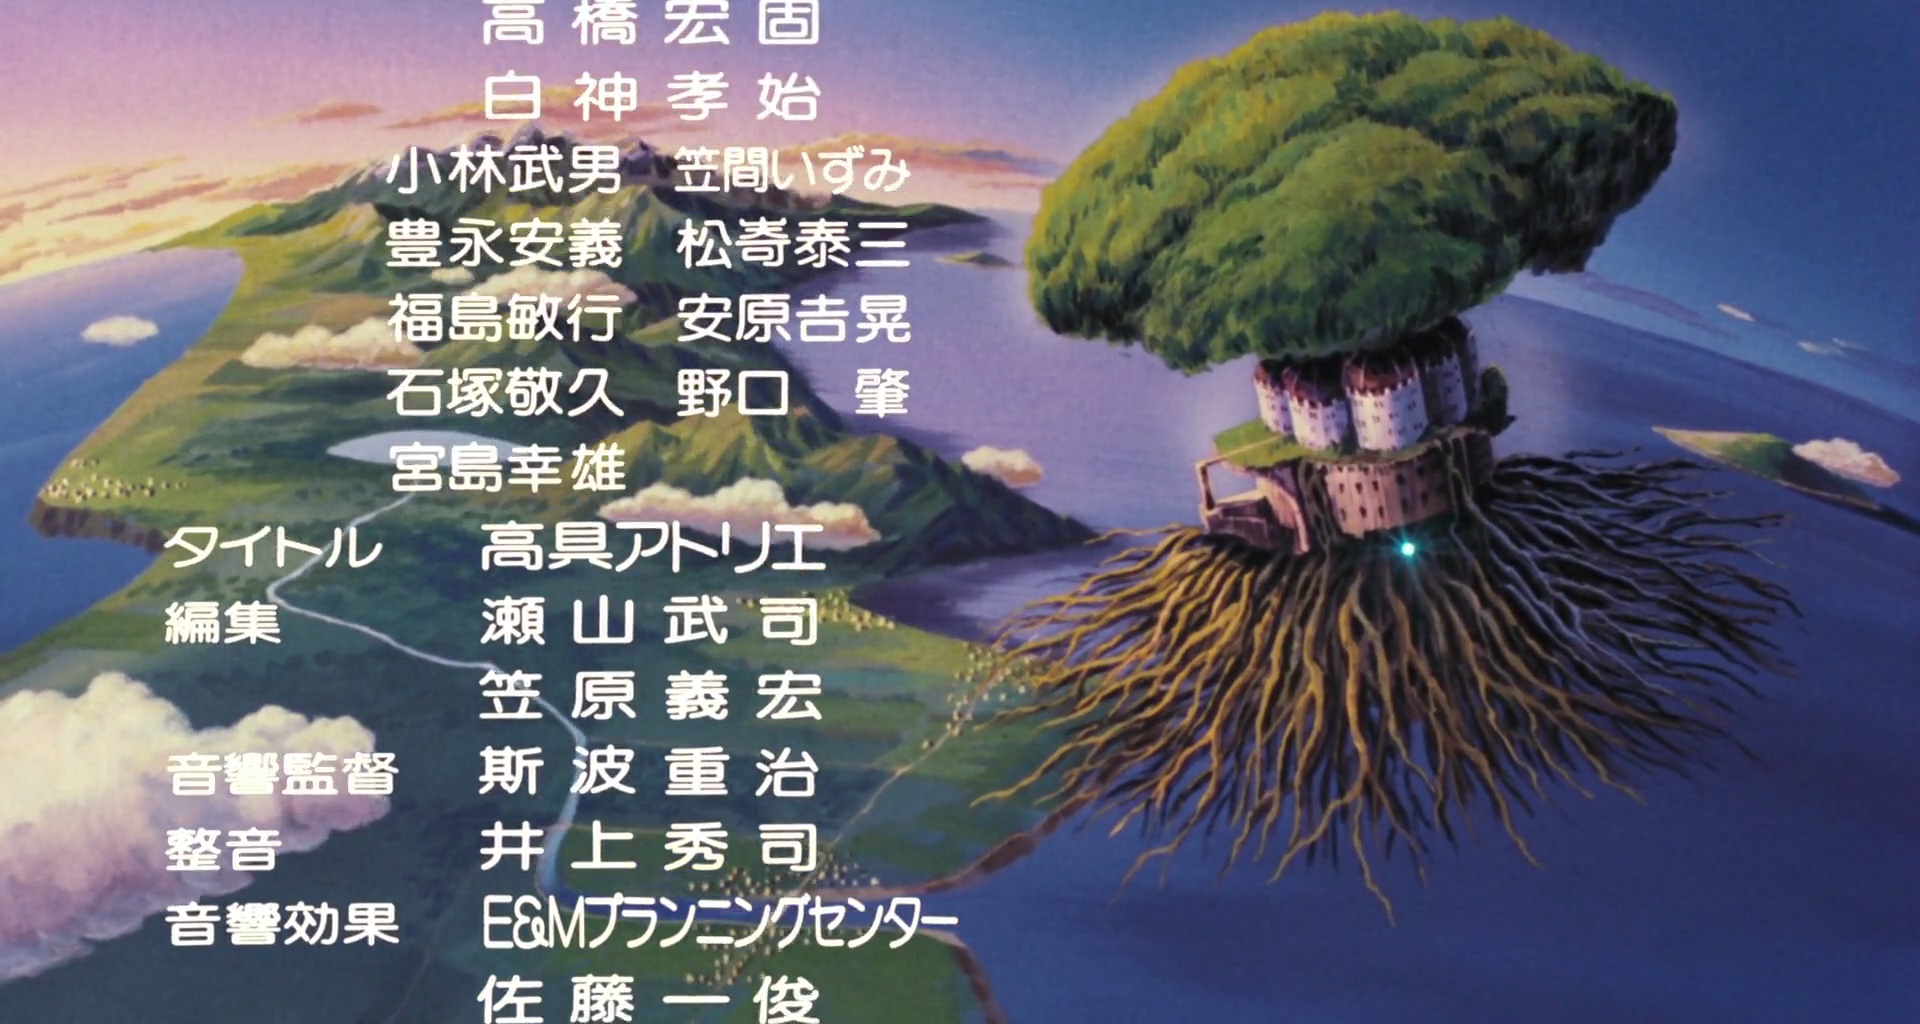 高橋宏固
白神孝始
小林武男 笠間いずみ
豊永安義 松嵜泰三
福島敏行 安原吉晃
石塚敬久 野口 肇
宮島幸雄
タイトル 高具アトリエ
編集 瀬山武司
笠原義宏
音響監督 斯波重治
整音 井上秀司
音響効果 E&Mプランニングセンター
佐藤一俊